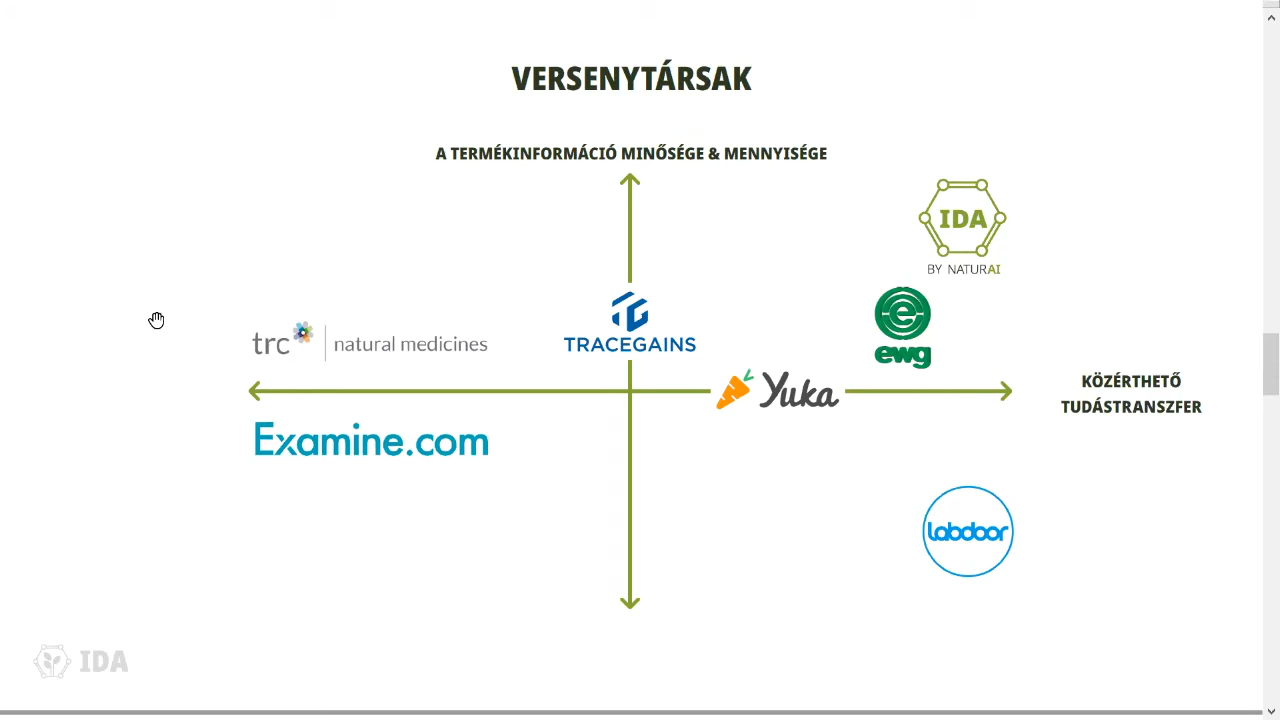 VERSENYTÁRSAK
A TERMÉKINFORMÁCIÓ MINŐSÉGE & MENNYISÉGE
IDA
BY NATURAI
TRACEGAINS
trc natural medicines
ewg
Yuka
KÖZÉRTHETŐ
TUDÁSTRANSZFER
Examine.com
labdoor
IDA